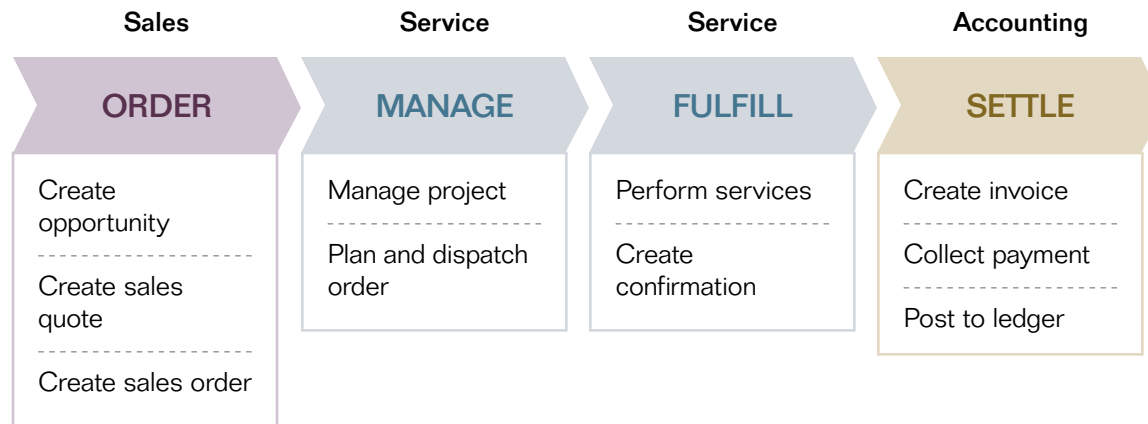 Sales
ORDER
Create
opportunity
Create sales
quote
Create sales order
Service
MANAGE
Manage project
Plan and dispatch
order
Service
FULFILL
Perform services
Create
confirmation
Accounting
SETTLE
Create invoice
Collect payment
Post to ledger